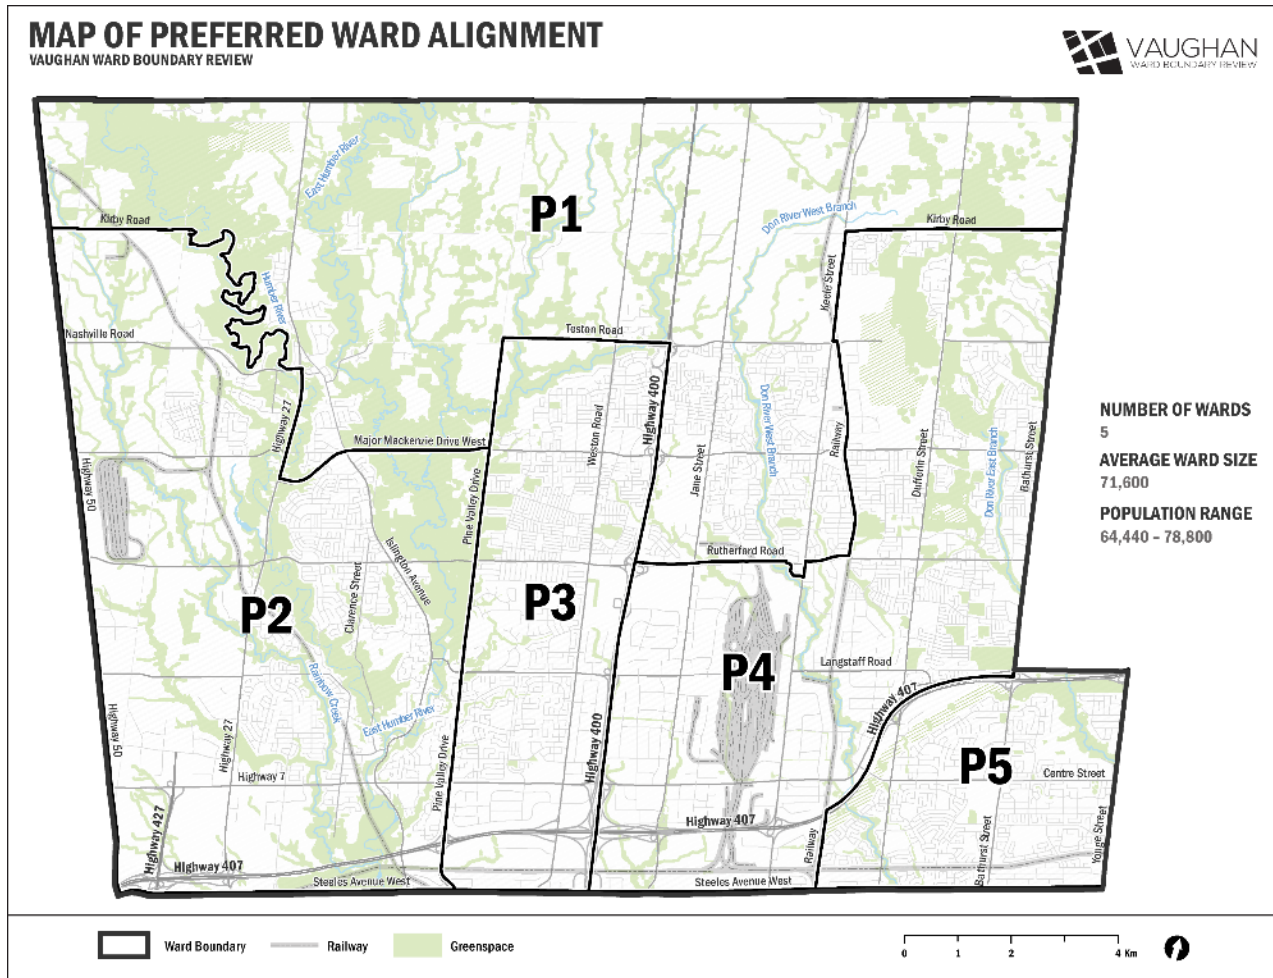 MAP OF PREFERRED WARD ALIGNMENT
VAUGHAN WARD BOUNDARY REVIEW
VAUGHAN
WARD BOUNDARY REVIEW
East Humber River
P1
Don River West Branch
Kirby Road
Kirby Road
Humber River
Keele Street
Nashville Road
Teston Road
Highway 400
Weston Road
Don River West Branch
Railway
Highway 27
Major Mackenzie Drive West
Jane Street
Dufferin Street
Bathurst Street
Don River East Branch
Highway 50
Pine Valley Drive
Islington Avenue
Rutherford Road
Clarence Street
P2
P3
P4
Langstaff Road
Rainbow Creek
East Humber River
Highway 50
Highway 27
Highway 400
Highway 407
P5
Pine Valley Drive
Highway 7
Centre Street
Highway 427
Highway 407
Highway 407
Railway
Bathurst Street
Yonge Street
Steeles Avenue West
Steeles Avenue West
NUMBER OF WARDS
5
AVERAGE WARD SIZE
71,600
POPULATION RANGE
64,440 – 78,800
Ward Boundary
Railway
Greenspace
0 1 2 4 Km